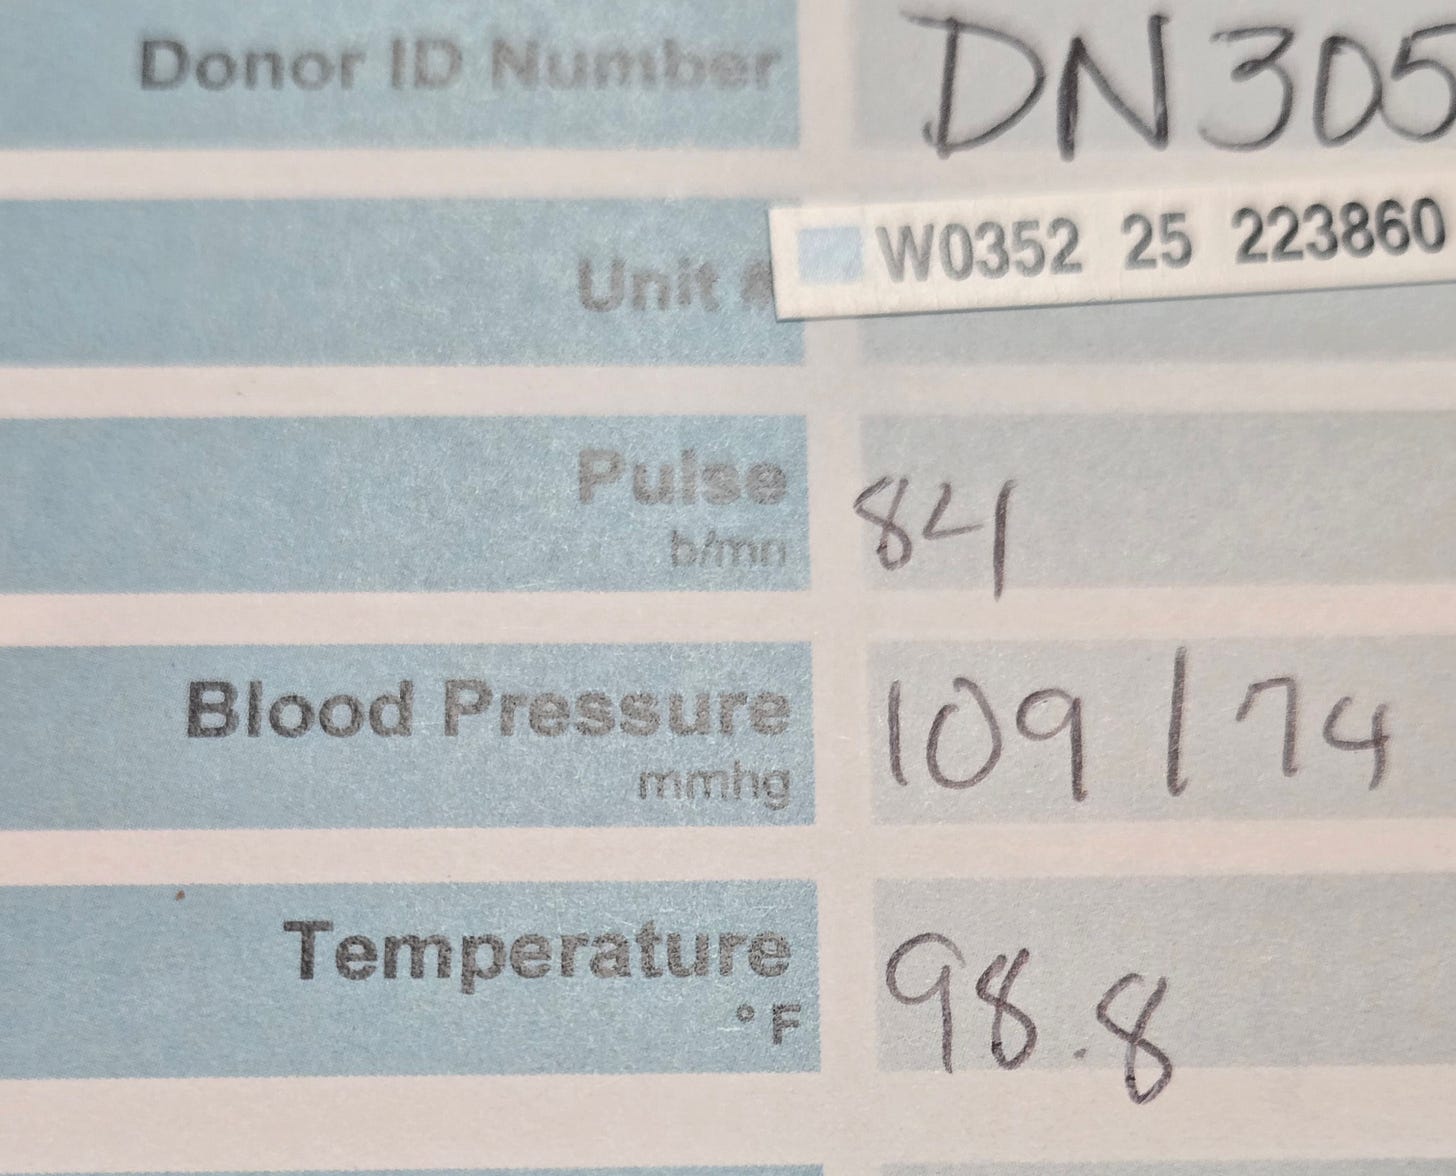 Donor ID Number DN305
Unit # W0352 25 223860
Pulse 84
b/mn
Blood Pressure 109/74
mmhg
Temperature 98.8
° F